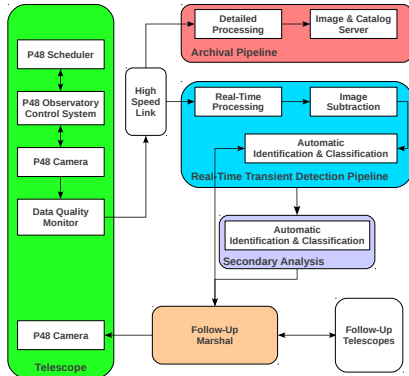 P48 Scheduler
P48 Observatory
Control System
P48 Camera
Data Quality
Monitor
P48 Camera
Telescope
High
Speed
Link
Detailed
Processing
Image & Catalog
Server
Archival Pipeline
Real-Time
Processing
Image
Subtraction
Automatic
Identification & Classification
Real-Time Transient Detection Pipeline
Automatic
Identification & Classification
Secondary Analysis
Follow-Up
Marshal
Follow-Up
Telescopes